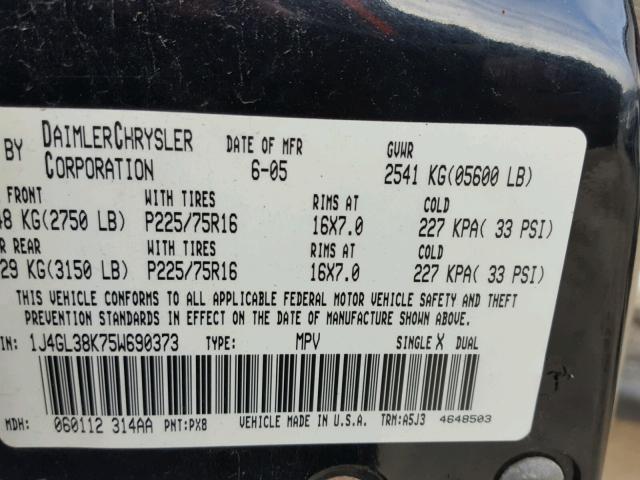 BY DAIMLERCHRYSLER CORPORATION DATE OF MFR 6-05 GVWR 2541 KG(05600 LB)
FRONT WITH TIRES RIMS AT COLD
48 KG(2750 LB) P225/75R16 16X7.0 227 KPA( 33 PSI)
REAR WITH TIRES RIMS AT COLD
29 KG(3150 LB) P225/75R16 16X7.0 227 KPA( 33 PSI)
THIS VEHICLE CONFORMS TO ALL APPLICABLE FEDERAL MOTOR VEHICLE SAFETY AND THEFT
PREVENTION STANDARDS IN EFFECT ON THE DATE OF MANUFACTURE SHOWN ABOVE.
IN: 1J4GL38K75W690373 TYPE: MPV SINGLE X DUAL
MDH: 060112 314AA PNT:PX8 VEHICLE MADE IN U.S.A. TRM:A5J3 4648503